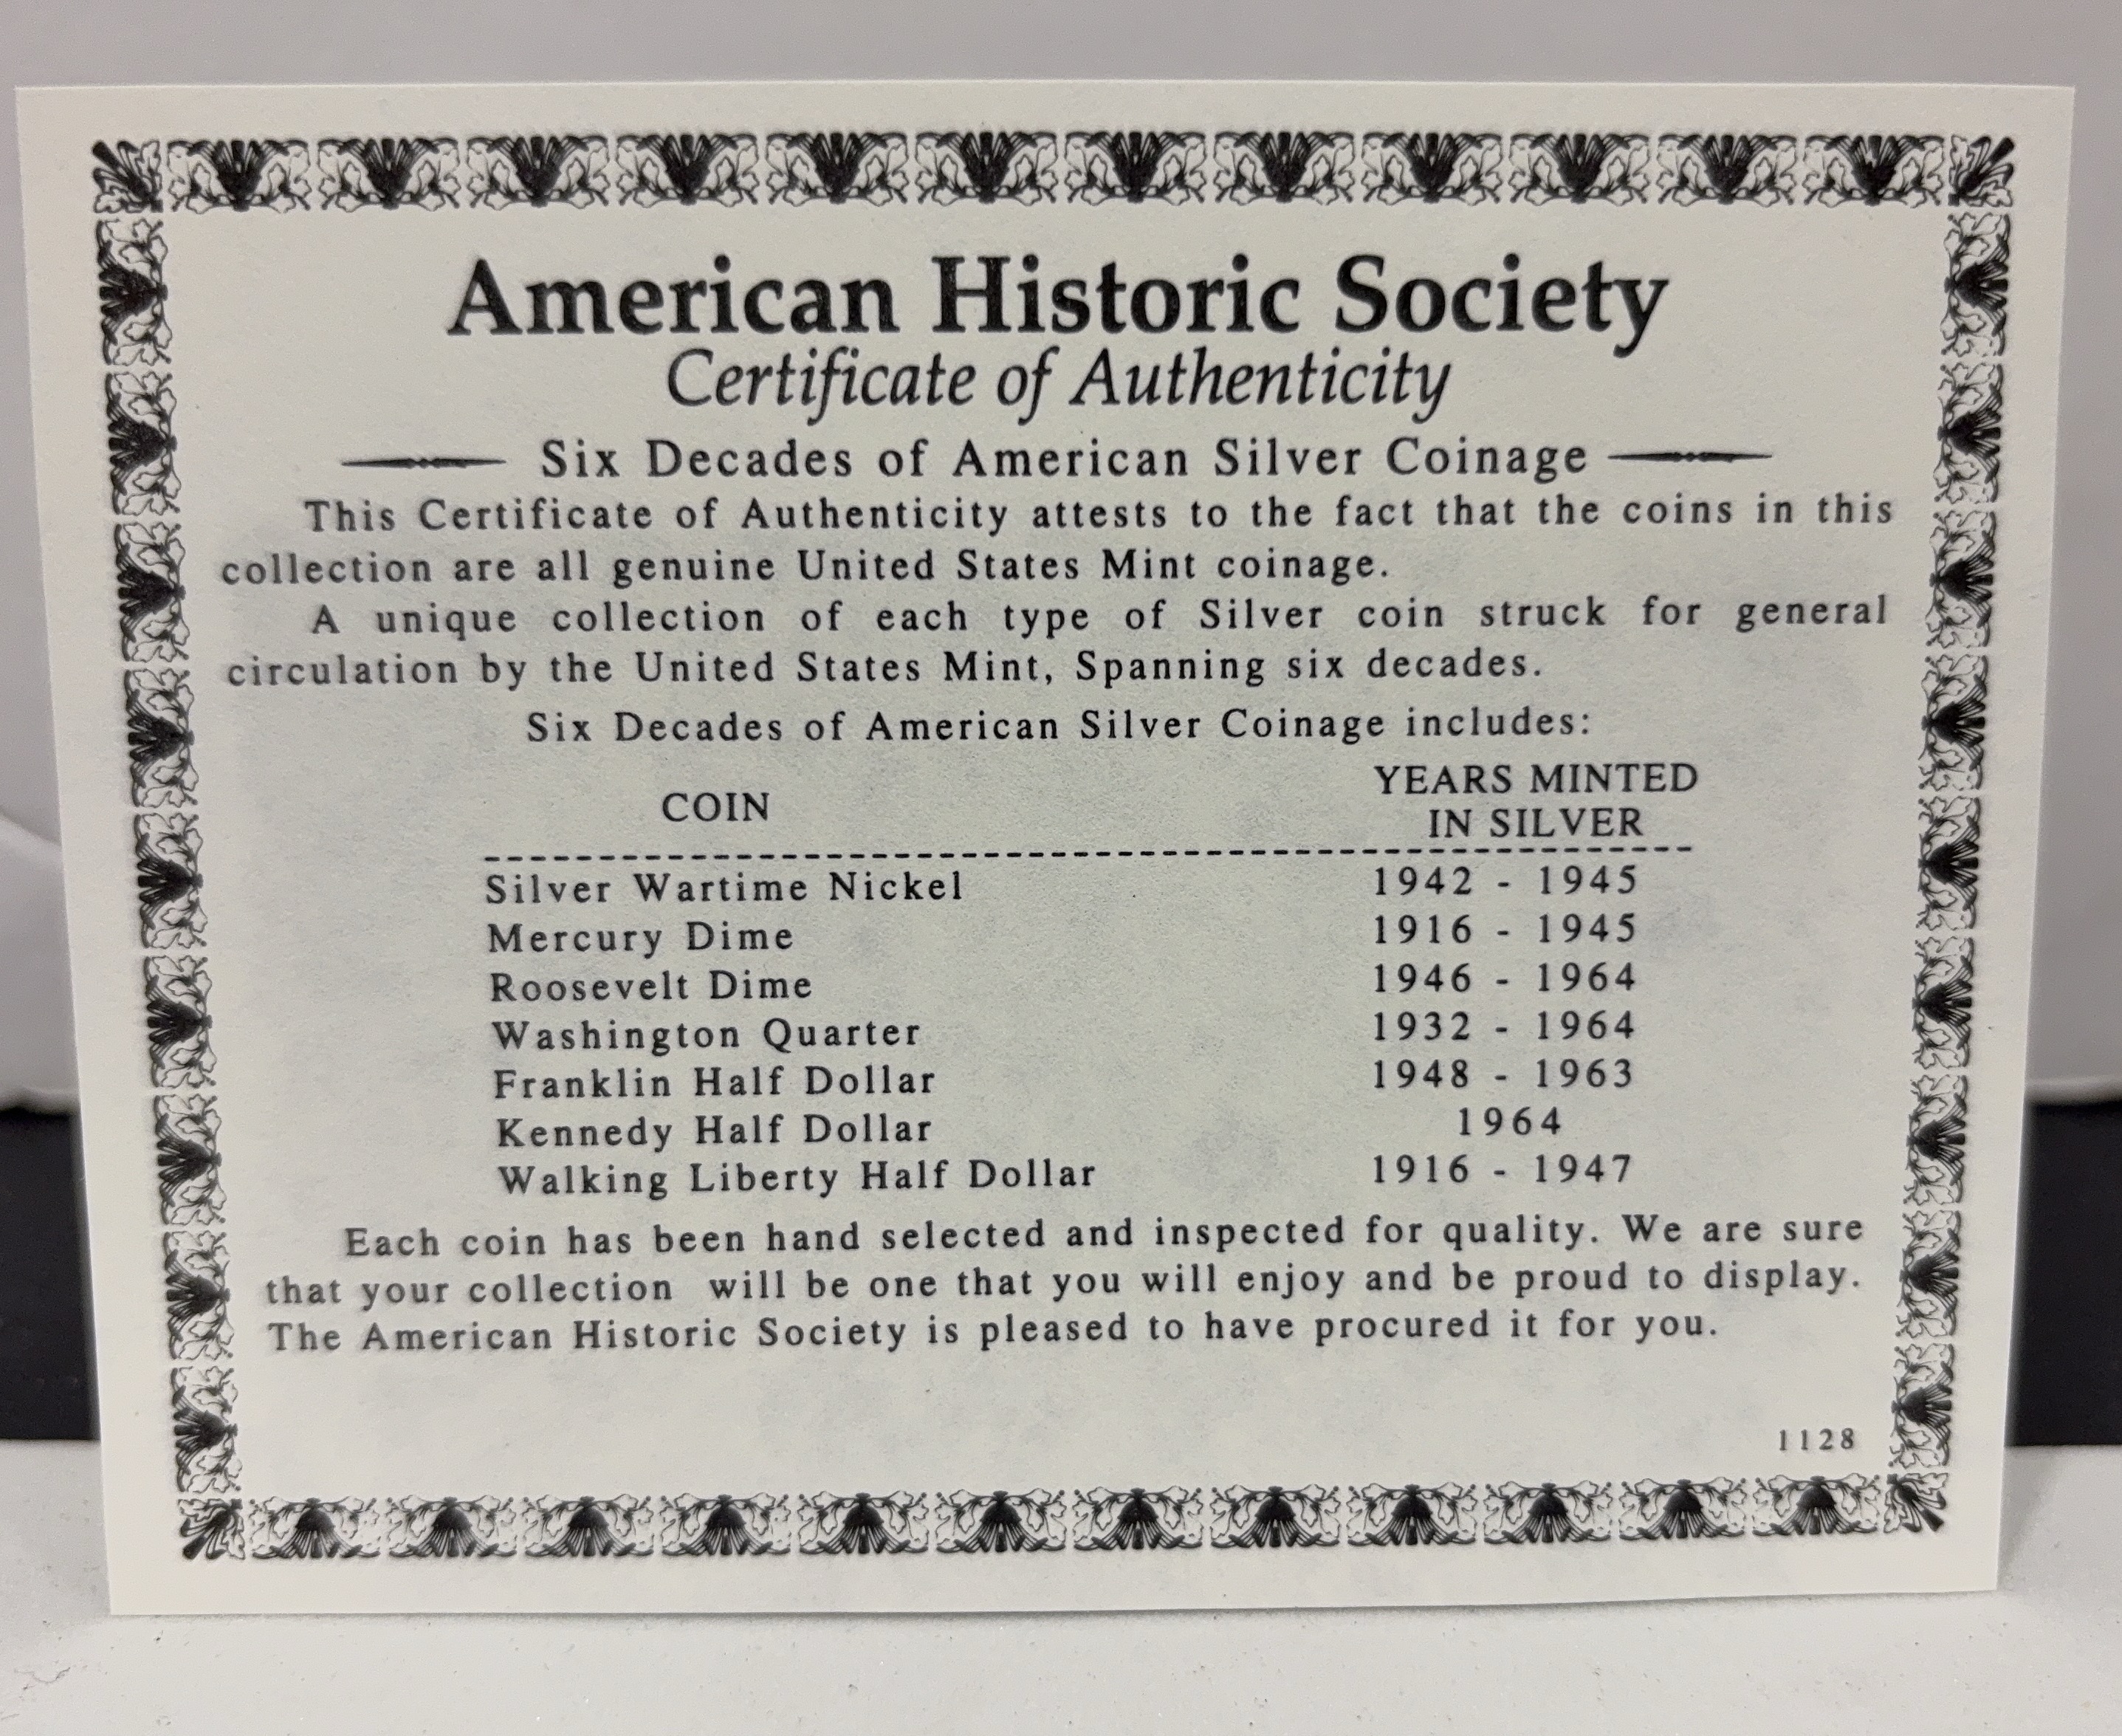 American Historic Society
Certificate of Authenticity
Six Decades of American Silver Coinage
This Certificate of Authenticity attests to the fact that the coins in this
collection are all genuine United States Mint coinage.
A unique collection of each type of Silver coin struck for general
circulation by the United States Mint, Spanning six decades.
Six Decades of American Silver Coinage includes:
COIN YEARS MINTED
IN SILVER
Silver Wartime Nickel 1942 - 1945
Mercury Dime 1916 - 1945
Roosevelt Dime 1946 - 1964
Washington Quarter 1932 - 1964
Franklin Half Dollar 1948 - 1963
Kennedy Half Dollar 1964
Walking Liberty Half Dollar 1916 - 1947
Each coin has been hand selected and inspected for quality. We are sure
that your collection will be one that you will enjoy and be proud to display.
The American Historic Society is pleased to have procured it for you.
1128